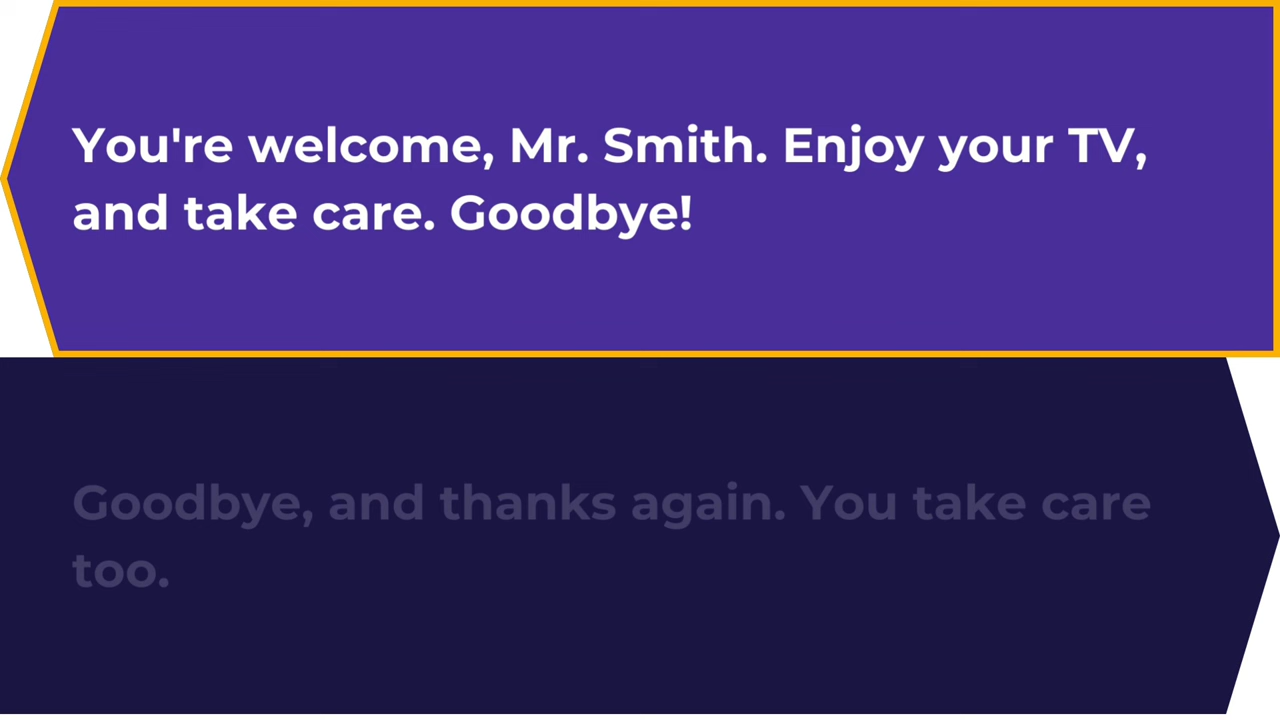 You're welcome, Mr. Smith. Enjoy your TV,
and take care. Goodbye!
Goodbye, and thanks again. You take care
too.